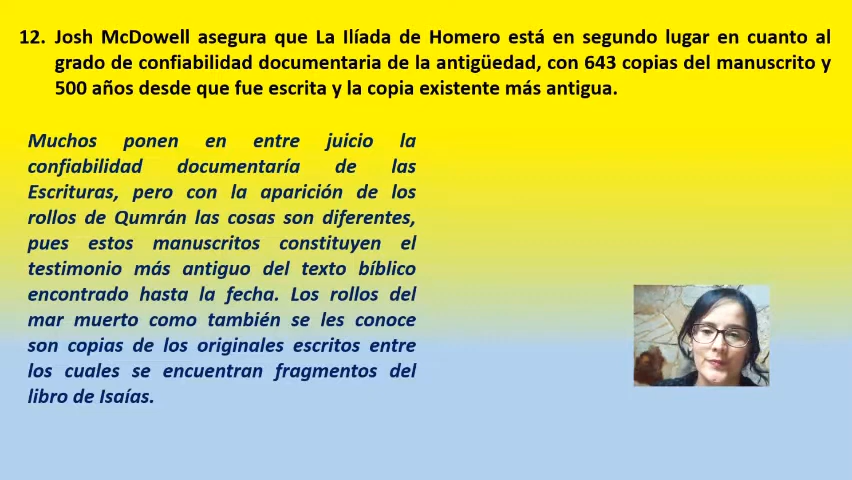 12. Josh McDowell asegura que La Ilíada de Homero está en segundo lugar en cuanto al
grado de confiabilidad documentaria de la antigüedad, con 643 copias del manuscrito y
500 años desde que fue escrita y la copia existente más antigua.
Muchos ponen en entre juicio la
confiabilidad documentaría de las
Escrituras, pero con la aparición de los
rollos de Qumrán las cosas son diferentes,
pues estos manuscritos constituyen el
testimonio más antiguo del texto bíblico
encontrado hasta la fecha. Los rollos del
mar muerto como también se les conoce
son copias de los originales escritos entre
los cuales se encuentran fragmentos del
libro de Isaías.